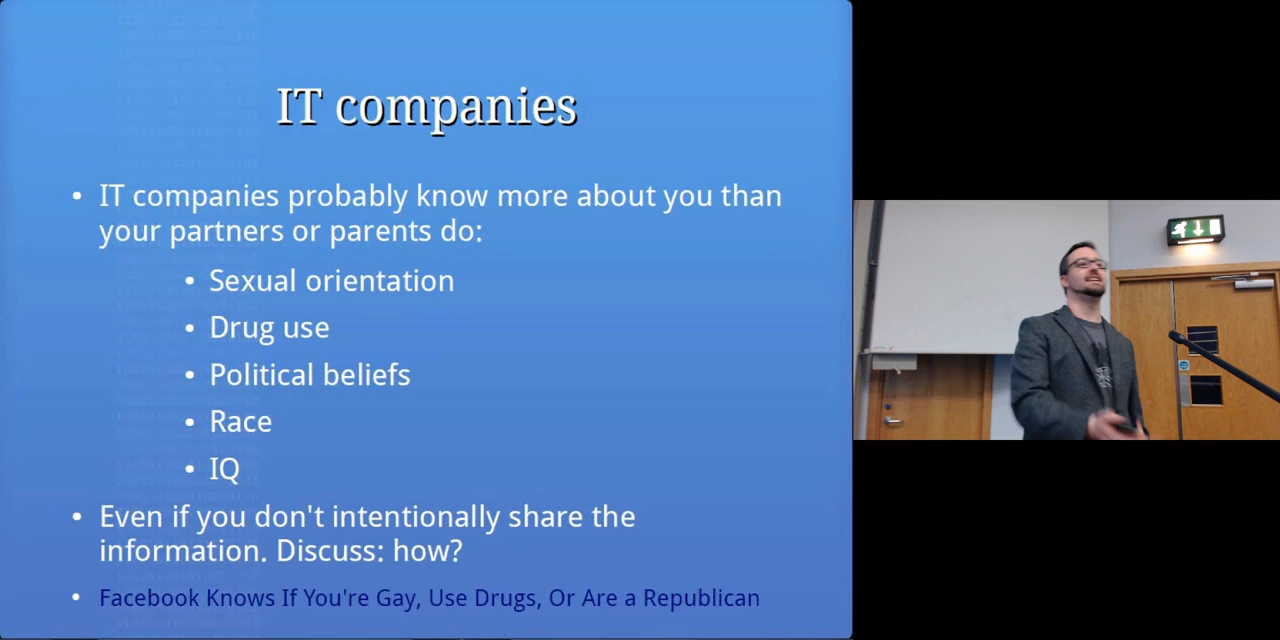 IT companies
• IT companies probably know more about you than
your partners or parents do:
• Sexual orientation
• Drug use
• Political beliefs
• Race
• IQ
• Even if you don't intentionally share the
information. Discuss: how?
• Facebook Knows If You're Gay, Use Drugs, Or Are a Republican